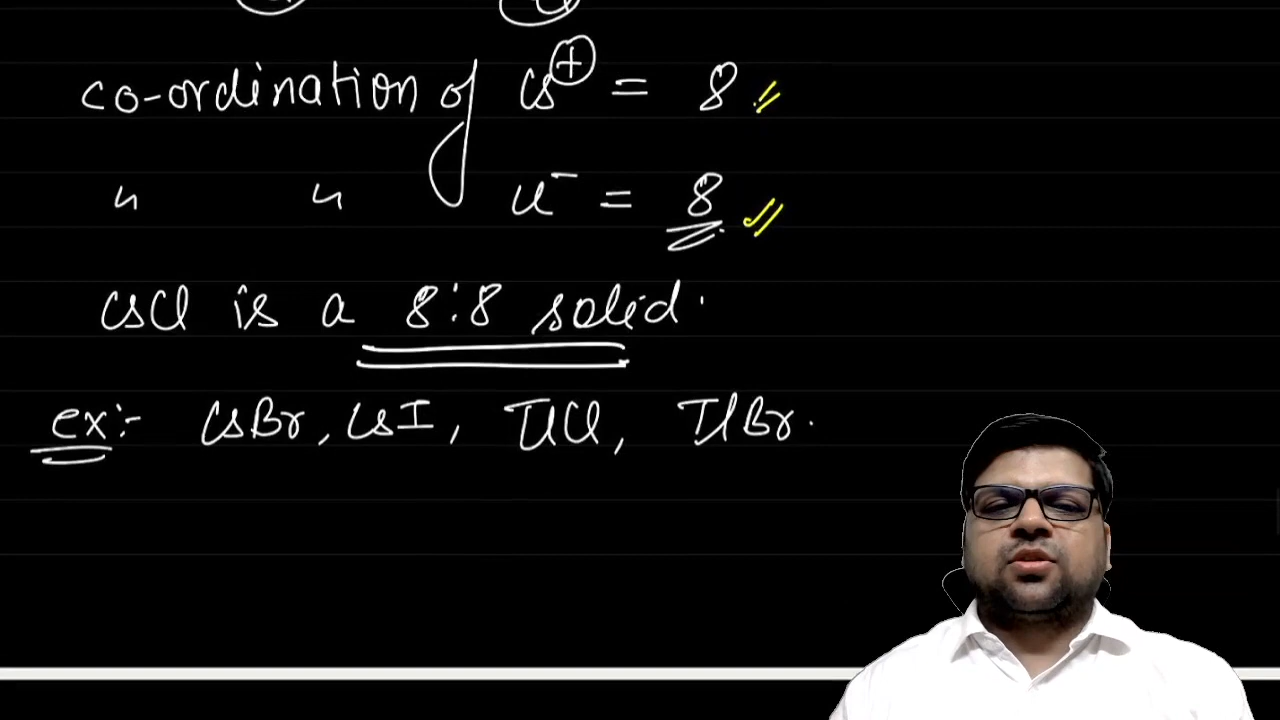 co-ordination of Cs⁺ = 8
" " Cl⁻ = 8
CsCl is a 8:8 solid.
ex:- CsBr, CsI, TlCl, TlBr.